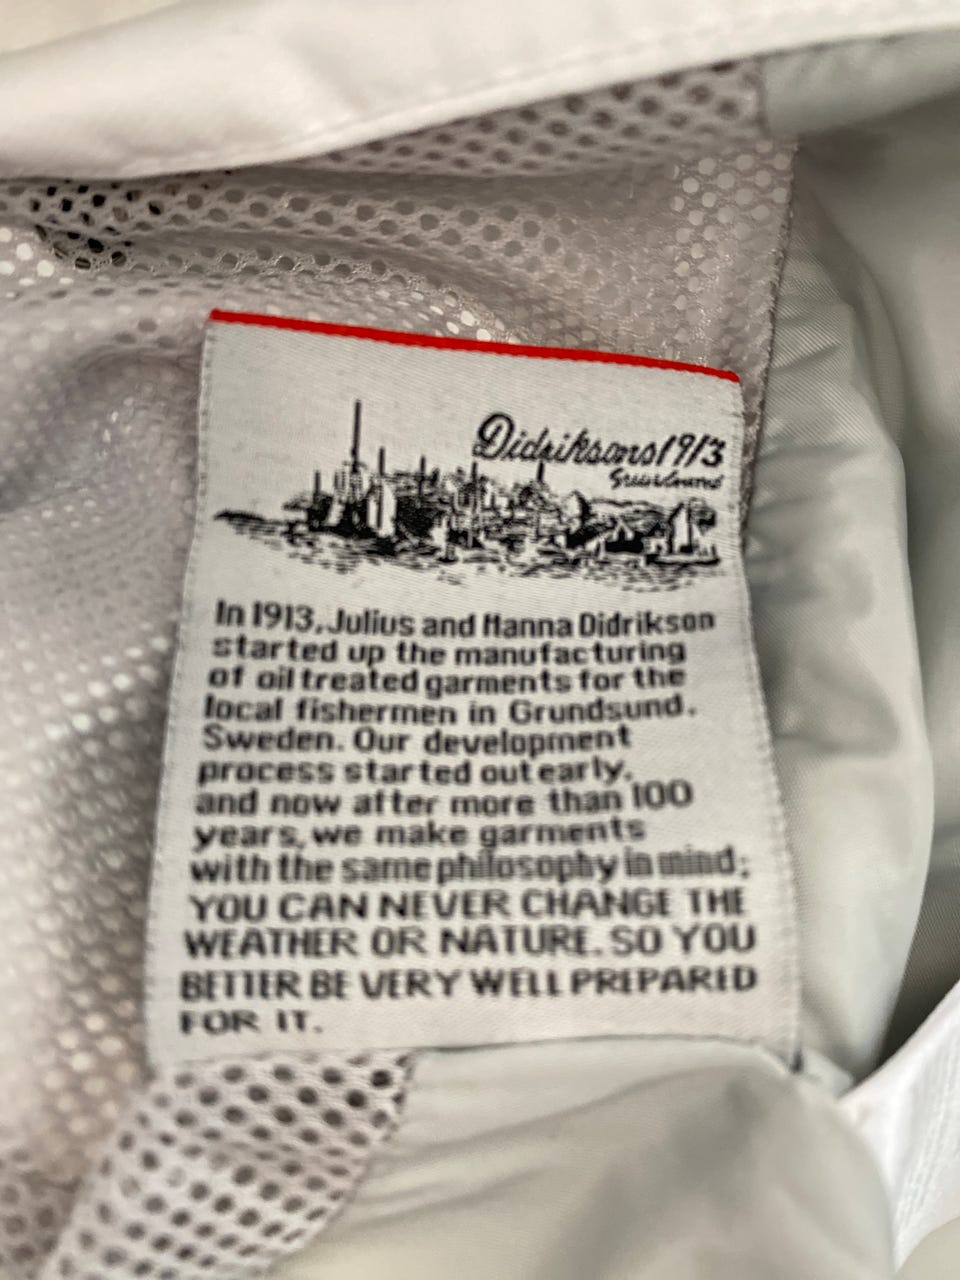 Didriksons1913
Grundsund
In 1913, Julius and Hanna Didrikson
started up the manufacturing
of oil treated garments for the
local fishermen in Grundsund,
Sweden. Our development
process started out early,
and now after more than 100
years, we make garments
with the same philosophy in mind:
YOU CAN NEVER CHANGE THE
WEATHER OR NATURE. SO YOU
BETTER BE VERY WELL PREPARED
FOR IT.